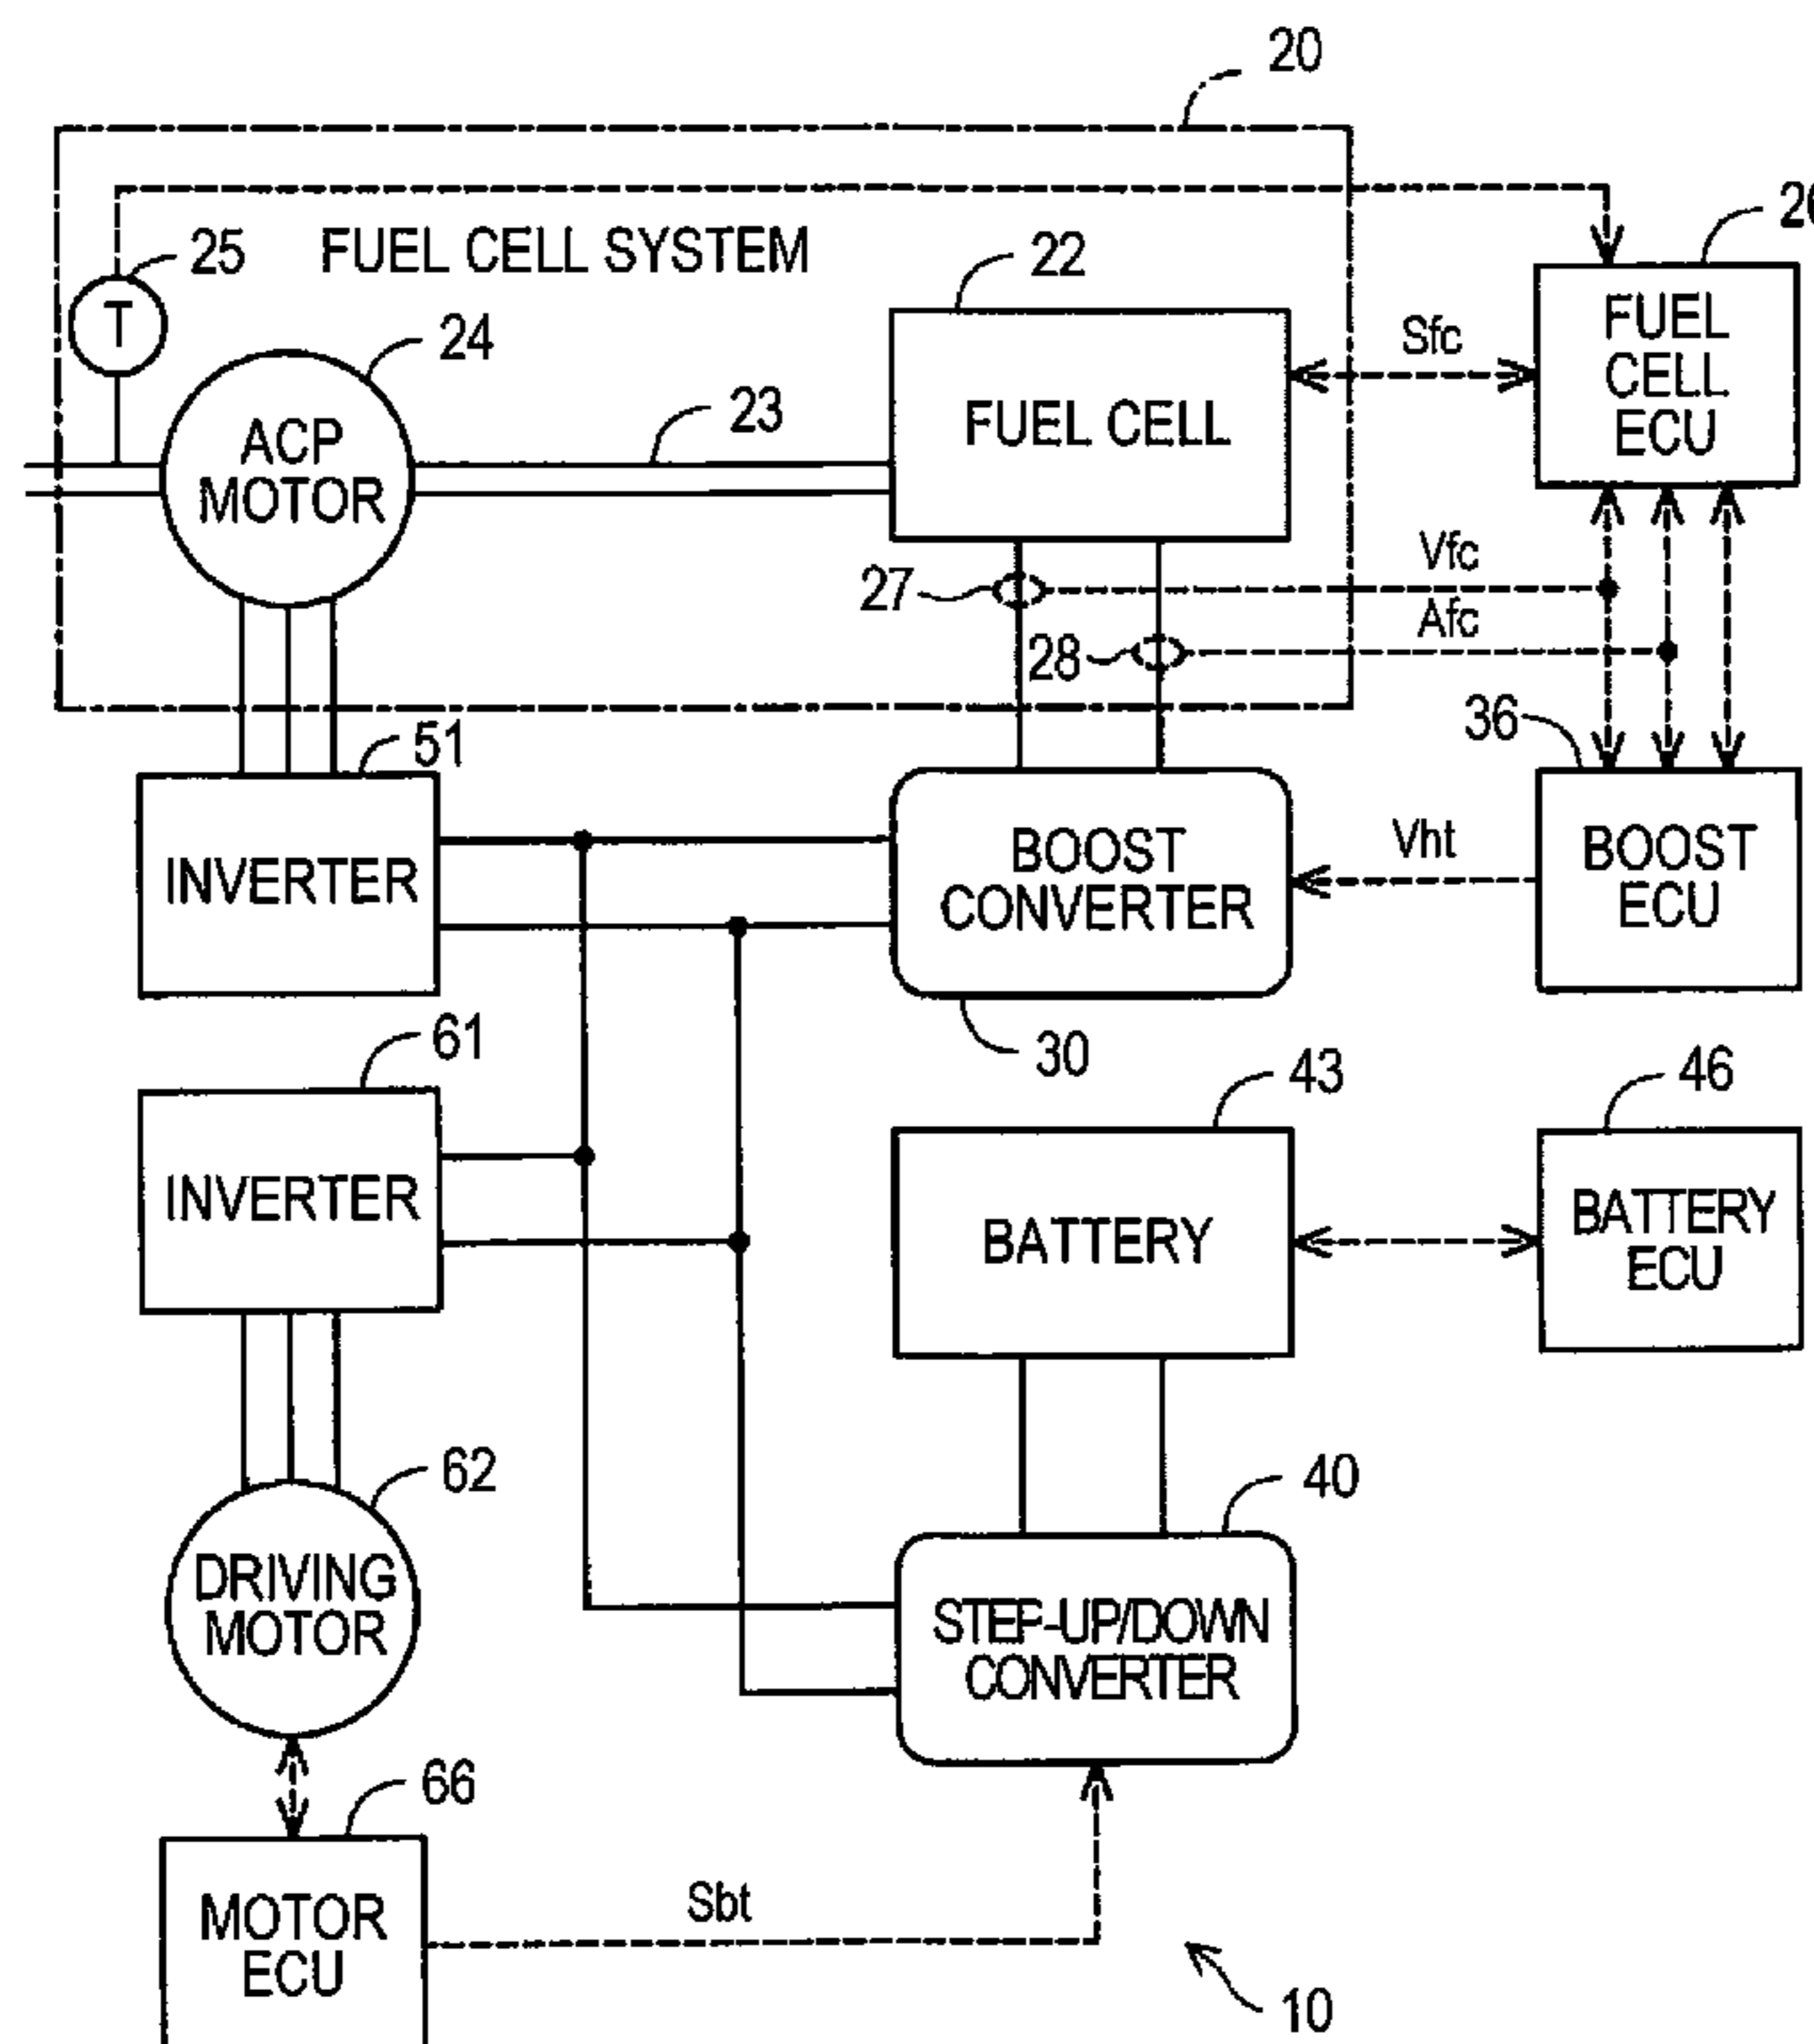 20
25
FUEL CELL SYSTEM
22
T
24
Sfc
FUEL
CELL
ECU
ACP
MOTOR
23
FUEL CELL
27
Vfc
28
Afc
36
51
INVERTER
BOOST
CONVERTER
Vht
BOOST
ECU
61
30
43
46
INVERTER
BATTERY
BATTERY
ECU
62
40
DRIVING
MOTOR
STEP-UP/DOWN
CONVERTER
66
MOTOR
ECU
Sbt
10